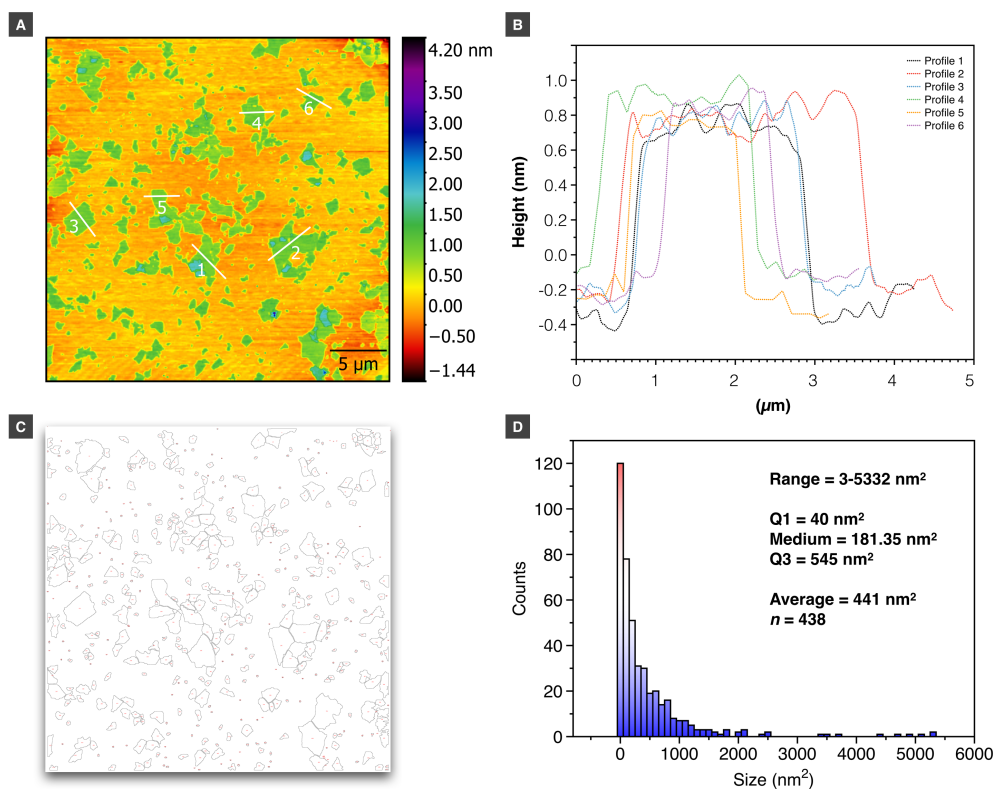 A
4.20 nm
3.50
3.00
2.50
2.00
1.50
1.00
0.50
0.00
−0.50
−1.44
6
4
5
3
1
2
5 µm
B
Height (nm)
1.0
0.8
0.6
0.4
0.2
0.0
-0.2
-0.4
Profile 1
Profile 2
Profile 3
Profile 4
Profile 5
Profile 6
0 1 2 3 4 5
(µm)
C
D
Counts
120
100
80
60
40
20
0
Range = 3-5332 nm²
Q1 = 40 nm²
Medium = 181.35 nm²
Q3 = 545 nm²
Average = 441 nm²
n = 438
0 1000 2000 3000 4000 5000 6000
Size (nm²)